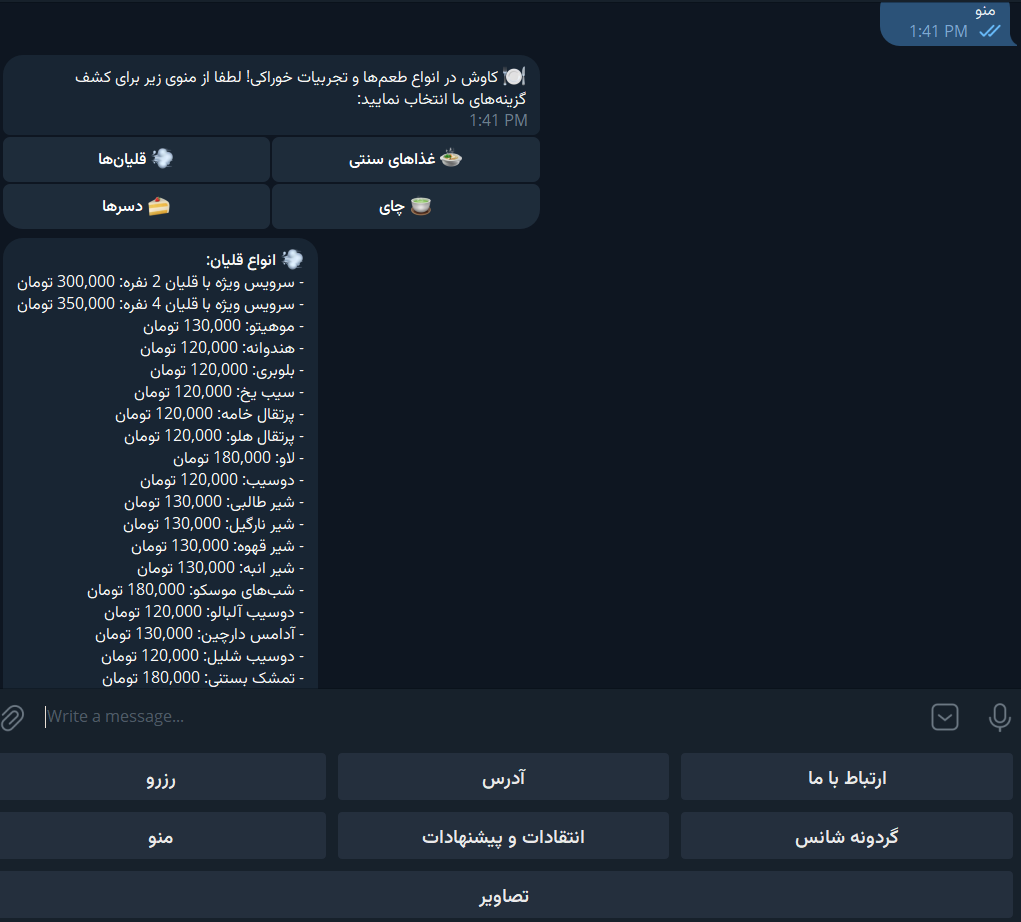 منو
1:41 PM
🍽 کاوش در انواع طعم‌ها و تجربیات خوراکی! لطفا از منوی زیر برای کشف
گزینه‌های ما انتخاب نمایید:
1:41 PM
🍲 غذاهای سنتی
💨 قلیان‌ها
🍵 چای
🍰 دسرها
💨 انواع قلیان:
- سرویس ویژه با قلیان 2 نفره: 300,000 تومان
- سرویس ویژه با قلیان 4 نفره: 350,000 تومان
- موهیتو: 130,000 تومان
- هندوانه: 120,000 تومان
- بلوبری: 120,000 تومان
- سیب یخ: 120,000 تومان
- پرتقال خامه: 120,000 تومان
- پرتقال هلو: 120,000 تومان
- لاو: 180,000 تومان
- دوسیب: 120,000 تومان
- شیر طالبی: 130,000 تومان
- شیر نارگیل: 130,000 تومان
- شیر قهوه: 130,000 تومان
- شیر انبه: 130,000 تومان
- شب‌های موسکو: 180,000 تومان
- دوسیب آلبالو: 120,000 تومان
- آدامس دارچین: 130,000 تومان
- دوسیب شلیل: 120,000 تومان
- تمشک بستنی: 180,000 تومان
Write a message...
ارتباط با ما
آدرس
رزرو
گردونه شانس
انتقادات و پیشنهادات
منو
تصاویر